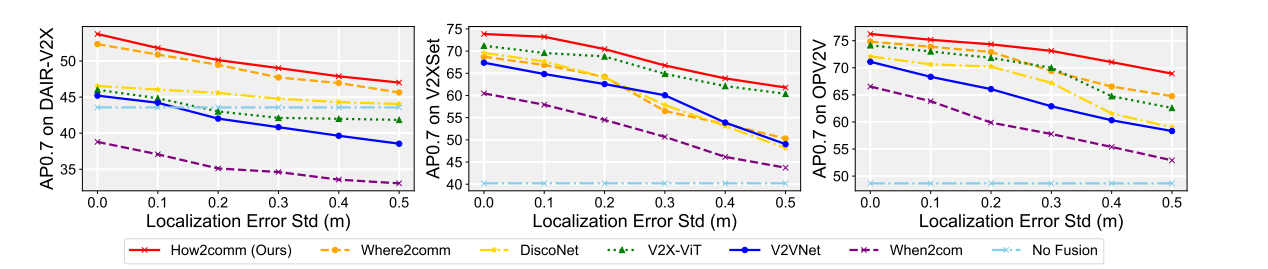 AP0.7 on DAIR-V2X
50
45
40
35
0.0 0.1 0.2 0.3 0.4 0.5
Localization Error Std (m)
AP0.7 on V2XSet
75
70
65
60
55
50
45
40
0.0 0.1 0.2 0.3 0.4 0.5
Localization Error Std (m)
AP0.7 on OPV2V
75
70
65
60
55
50
0.0 0.1 0.2 0.3 0.4 0.5
Localization Error Std (m)
How2comm (Ours) Where2comm DiscoNet V2X-ViT V2VNet When2com No Fusion